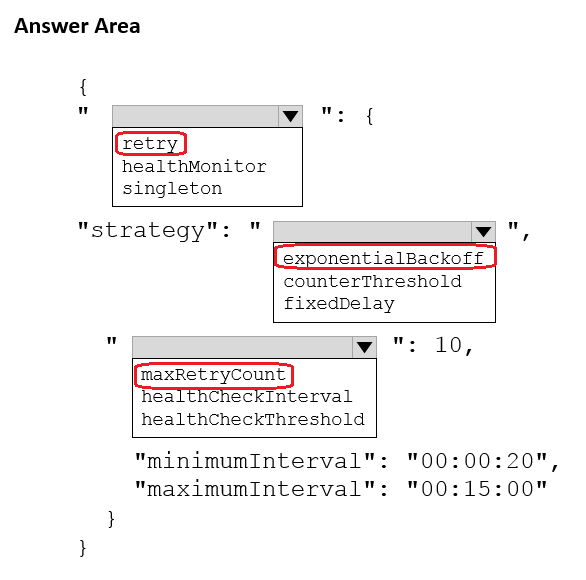 Answer Area
{
" ": {
retry
healthMonitor
singleton
"strategy": " ",
exponentialBackoff
counterThreshold
fixedDelay
" ": 10,
maxRetryCount
healthCheckInterval
healthCheckThreshold
"minimumInterval": "00:00:20",
"maximumInterval": "00:15:00"
}
}